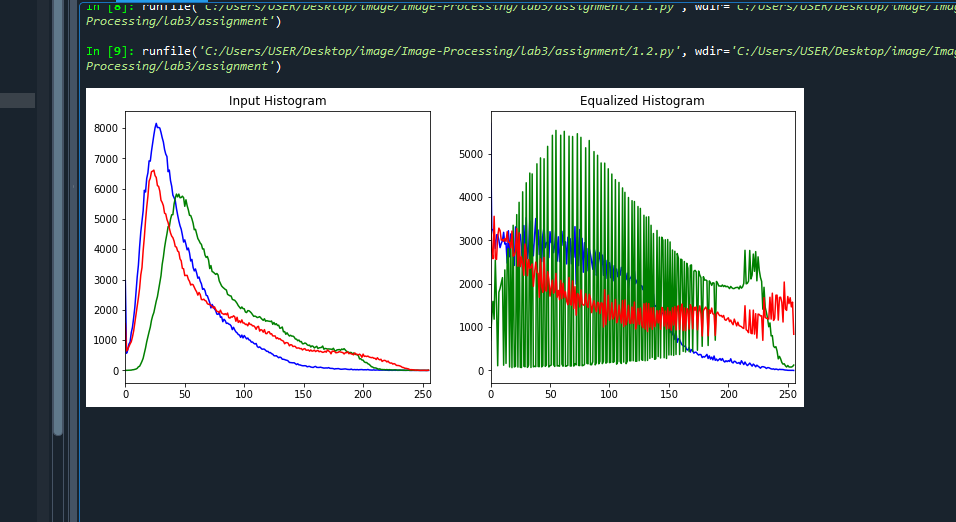 In [8]: runfile('C:/Users/USER/Desktop/image/Image-Processing/lab3/assignment/1.1.py', wdir='C:/Users/USER/Desktop/image/
Processing/lab3/assignment')
In [9]: runfile('C:/Users/USER/Desktop/image/Image-Processing/lab3/assignment/1.2.py', wdir='C:/Users/USER/Desktop/image/
Processing/lab3/assignment')
Input Histogram
Equalized Histogram
8000
7000
6000
5000
4000
3000
2000
1000
0
0 50 100 150 200 250
5000
4000
3000
2000
1000
0
0 50 100 150 200 250